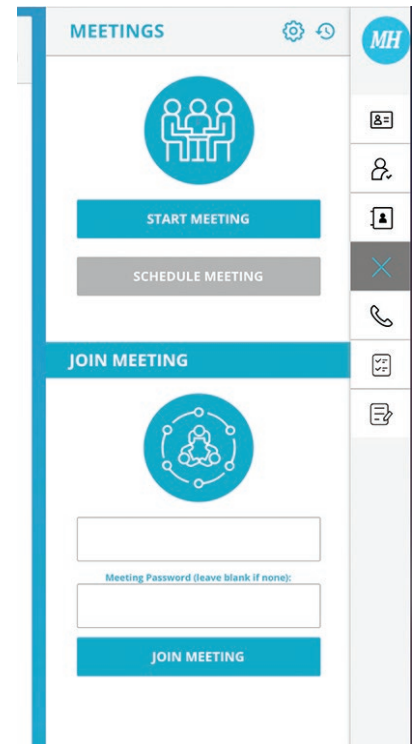 MEETINGS
MH
START MEETING
SCHEDULE MEETING
JOIN MEETING
Meeting Password (leave blank if none):
JOIN MEETING